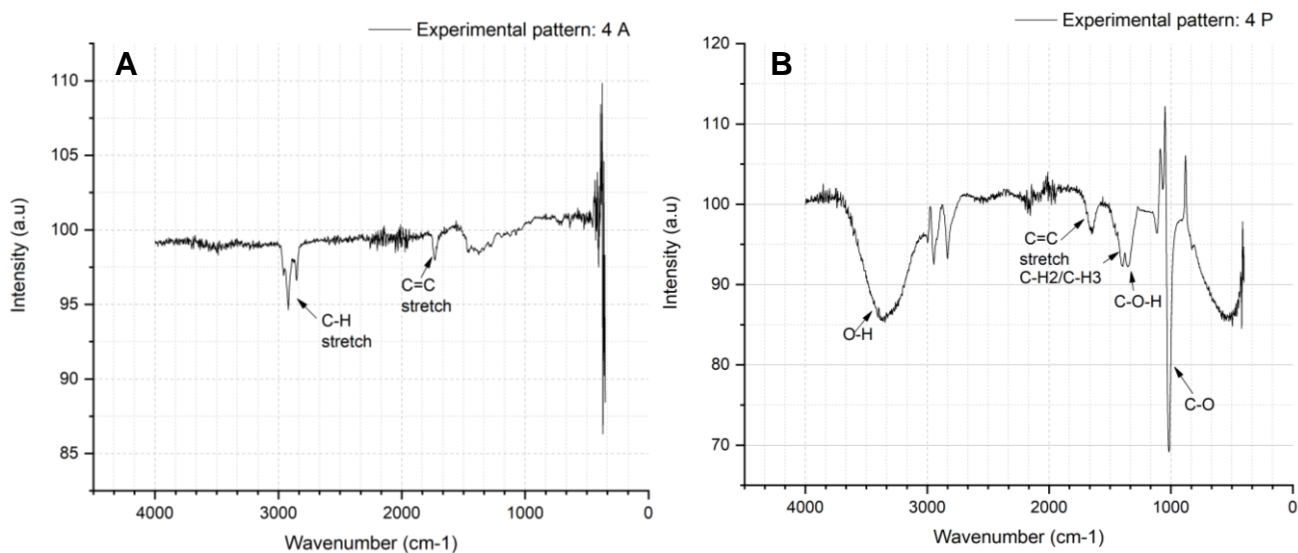 Experimental pattern: 4 A
A
110
105
100
95
90
85
Intensity (a.u)
C-H
stretch
C=C
stretch
4000
3000
2000
1000
0
Wavenumber (cm-1)
Experimental pattern: 4 P
B
120
110
100
90
80
70
Intensity (a.u)
O-H
C=C
stretch
C-H2/C-H3
C-O-H
C-O
4000
3000
2000
1000
0
Wavenumber (cm-1)